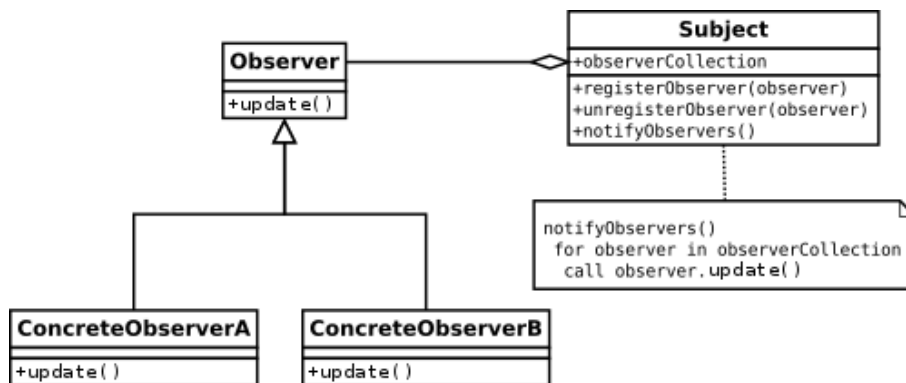 Observer
+update()
Subject
+observerCollection
+registerObserver(observer)
+unregisterObserver(observer)
+notifyObservers()
notifyObservers()
for observer in observerCollection
call observer.update()
ConcreteObserverA
+update()
ConcreteObserverB
+update()